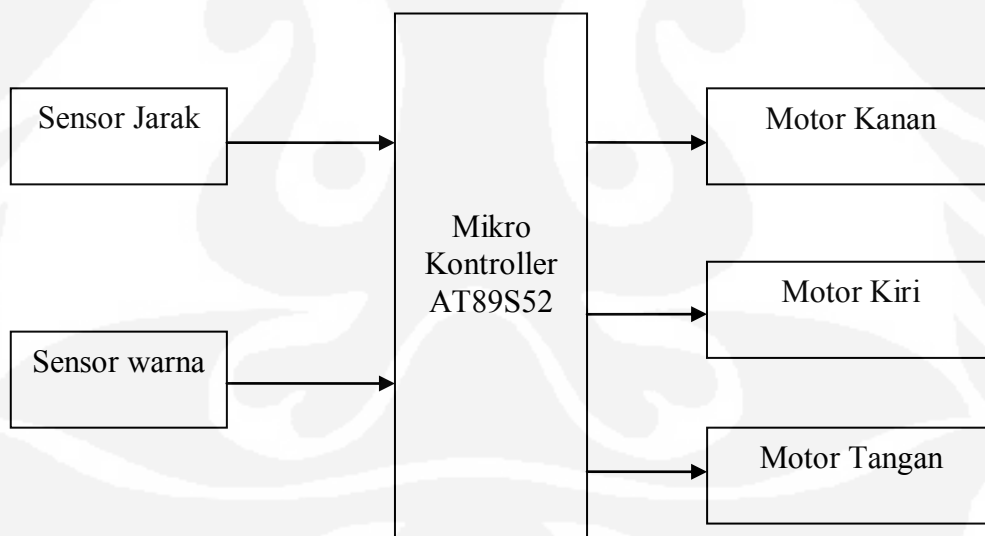 Sensor Jarak
Sensor warna
Mikro
Kontroller
AT89S52
Motor Kanan
Motor Kiri
Motor Tangan